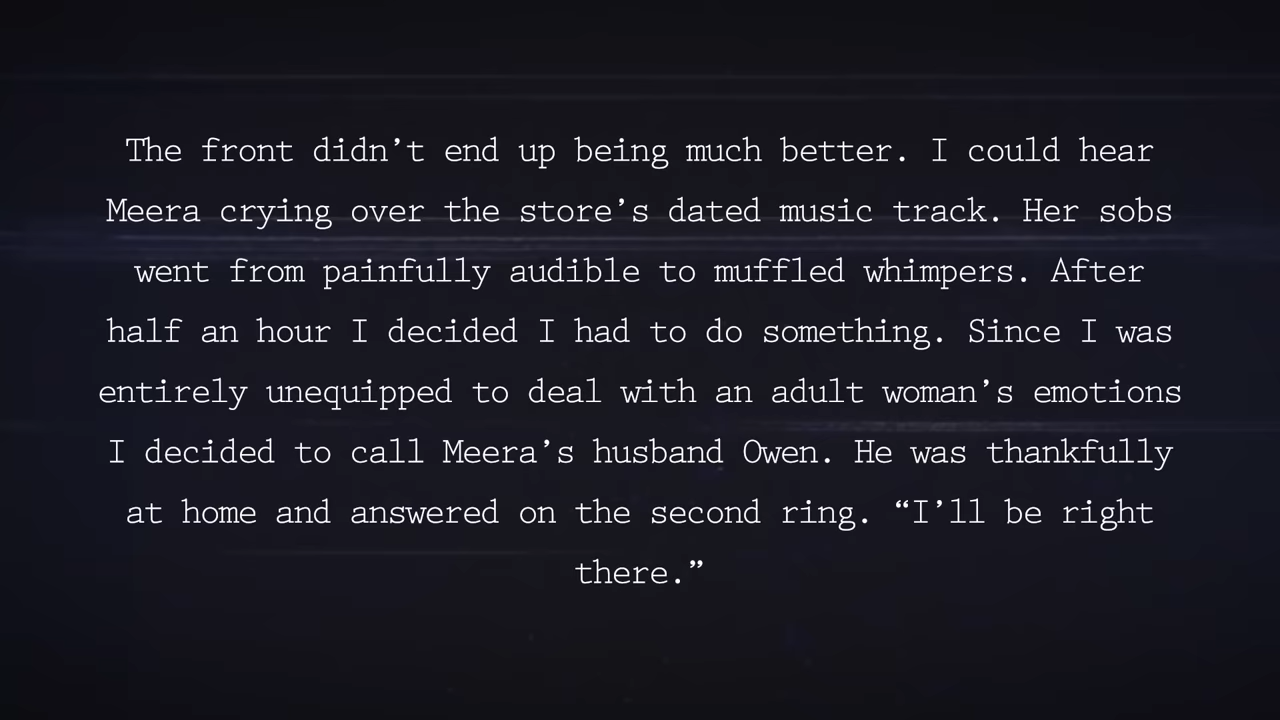 The front didn’t end up being much better. I could hear
Meera crying over the store’s dated music track. Her sobs
went from painfully audible to muffled whimpers. After
half an hour I decided I had to do something. Since I was
entirely unequipped to deal with an adult woman’s emotions
I decided to call Meera’s husband Owen. He was thankfully
at home and answered on the second ring. “I’ll be right
there.”